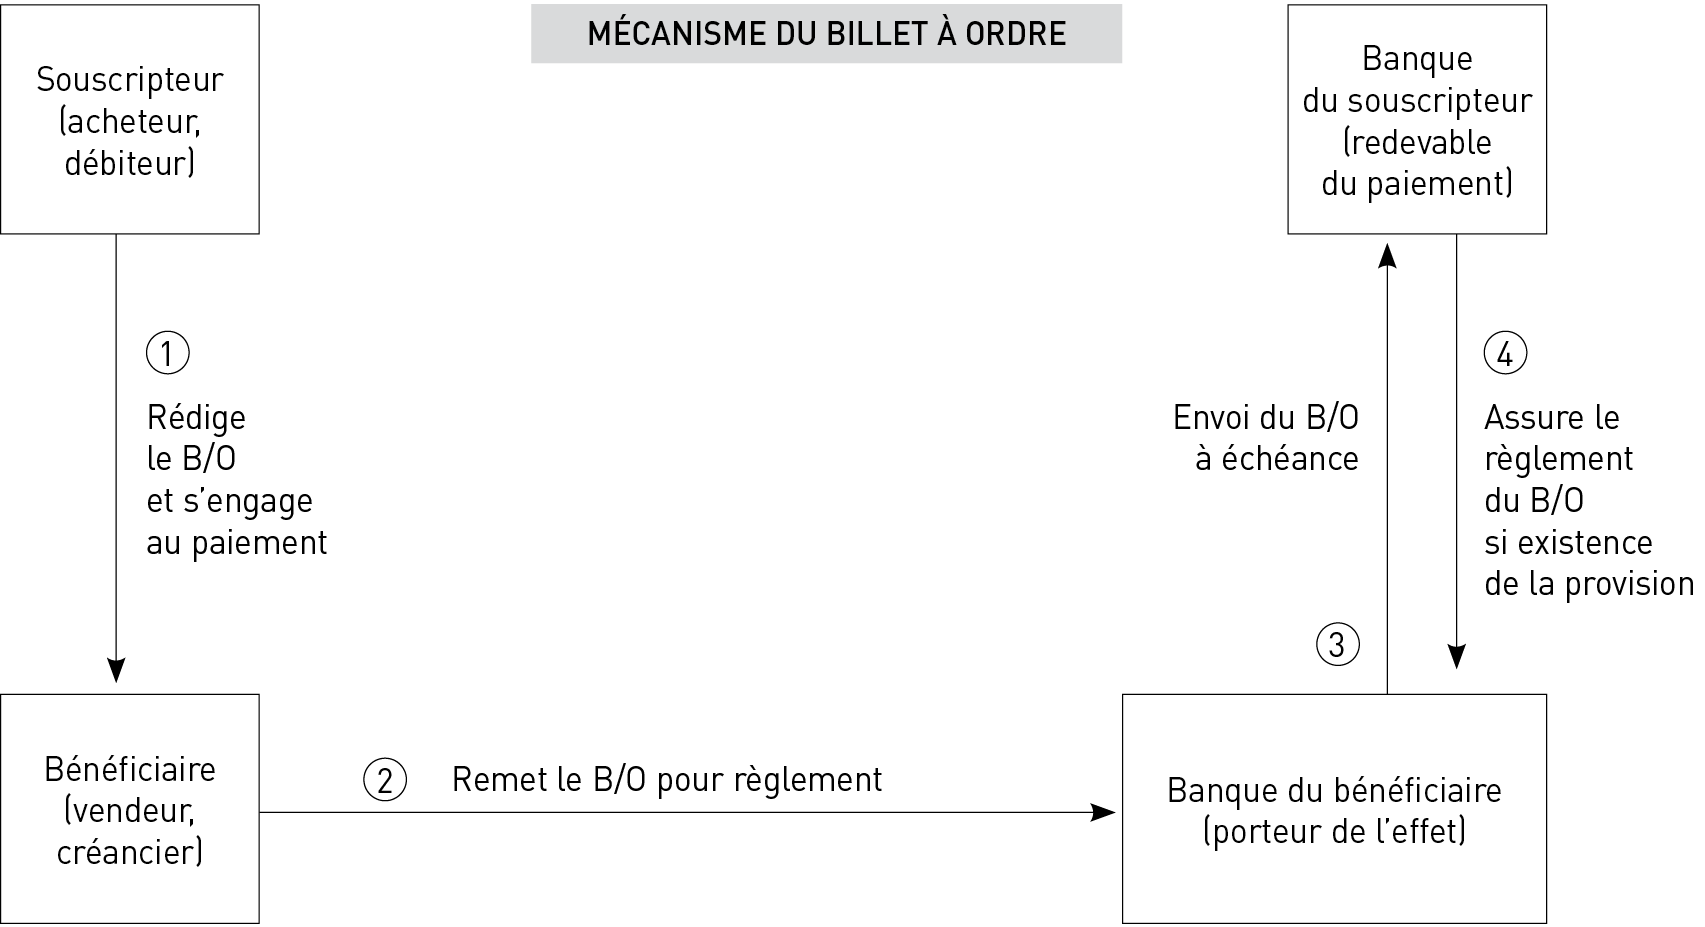 MÉCANISME DU BILLET À ORDRE
Souscripteur
(acheteur,
débiteur)
Banque
du souscripteur
(redevable
du paiement)
1
Rédige
le B/O
et s’engage
au paiement
Envoi du B/O
à échéance
3
4
Assure le
règlement
du B/O
si existence
de la provision
Bénéficiaire
(vendeur,
créancier)
2
Remet le B/O pour règlement
Banque du bénéficiaire
(porteur de l’effet)